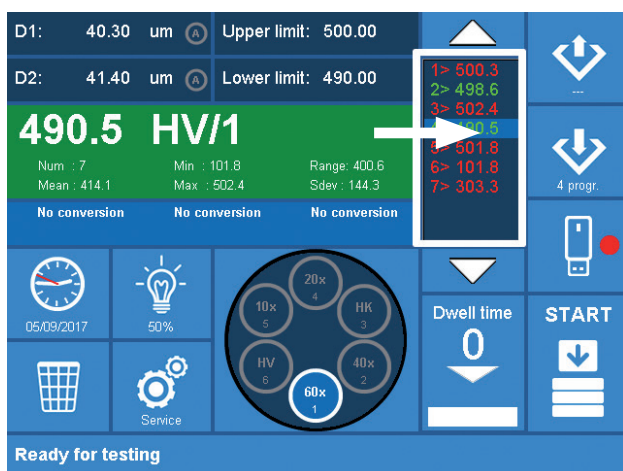 D1: 40.30 um A
Upper limit: 500.00
D2: 41.40 um A
Lower limit: 490.00
490.5 HV/1
Num : 7 Min : 101.8 Range: 400.6
Mean : 414.1 Max : 502.4 Sdev : 144.3
No conversion No conversion No conversion
1> 500.3
2> 498.6
3> 502.4
490.5
5> 501.8
6> 101.8
7> 303.3
---
4 progr.
05/09/2017
50%
Service
20x
4
10x
5
HK
3
HV
6
40x
2
60x
1
Dwell time
0
START
Ready for testing